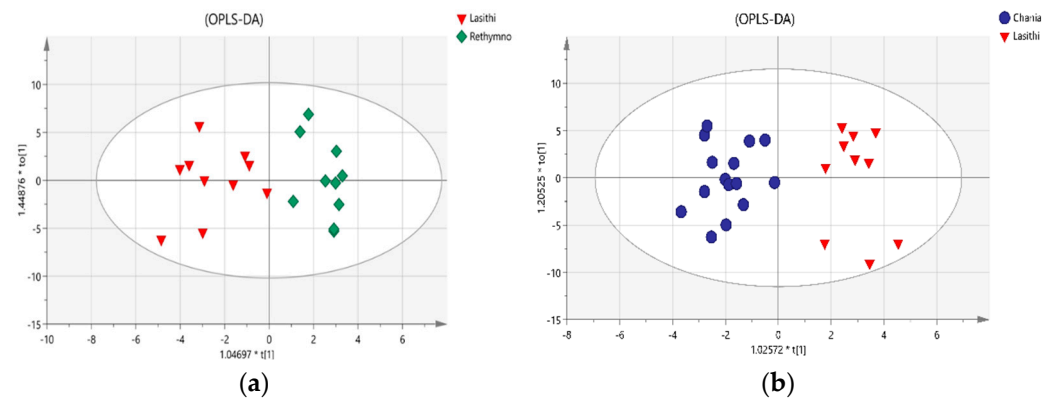 (OPLS-DA)
Lasithi
Rethymno
10
5
0
-5
-10
-15
1.44876 * to[1]
-10 -8 -6 -4 -2 0 2 4 6
1.04697 * t[1]
(a)
(OPLS-DA)
Chania
Lasithi
10
5
0
-5
-10
-15
1.20525 * to[1]
-8 -6 -4 -2 0 2 4 6
1.02572 * t[1]
(b)